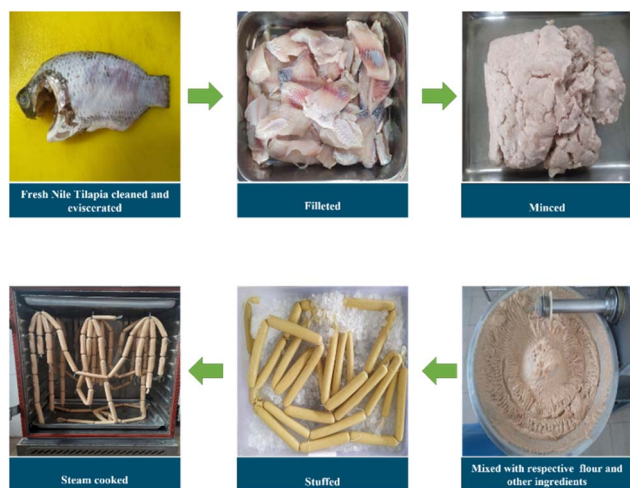 Fresh Nile Tilapia cleaned and
eviscerated
Filleted
Minced
Steam cooked
Stuffed
Mixed with respective flour and
other ingredients